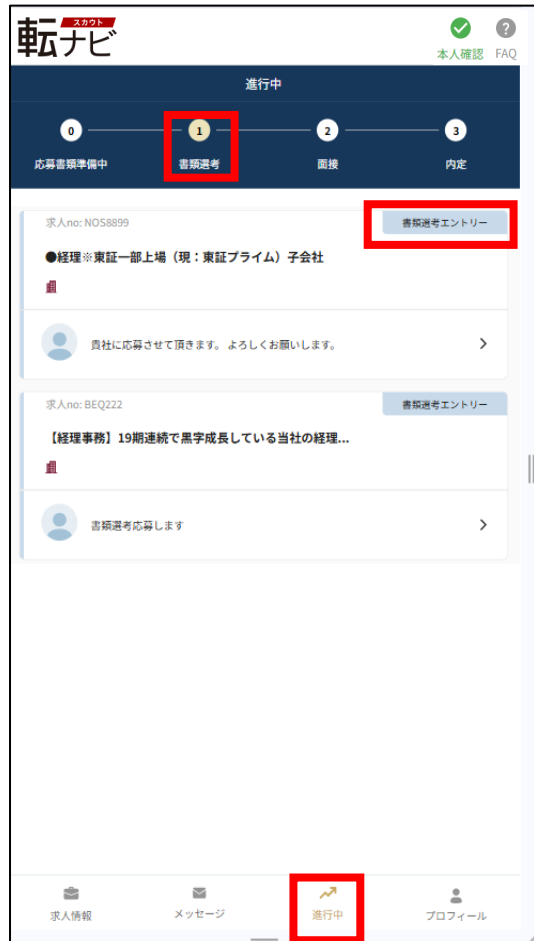 スカウト
転ナビ
?
本人確認 FAQ
進行中
0 1 2 3
応募書類準備中 書類選考 面接 内定
求人no: NOS8899 書類選考エントリー
●経理※東証一部上場（現：東証プライム）子会社
貴社に応募させて頂きます。 よろしくお願いします。
求人no: BEQ222 書類選考エントリー
【経理事務】19期連続で黒字成長している当社の経理...
書類選考応募します
求人情報 メッセージ 進行中 プロフィール